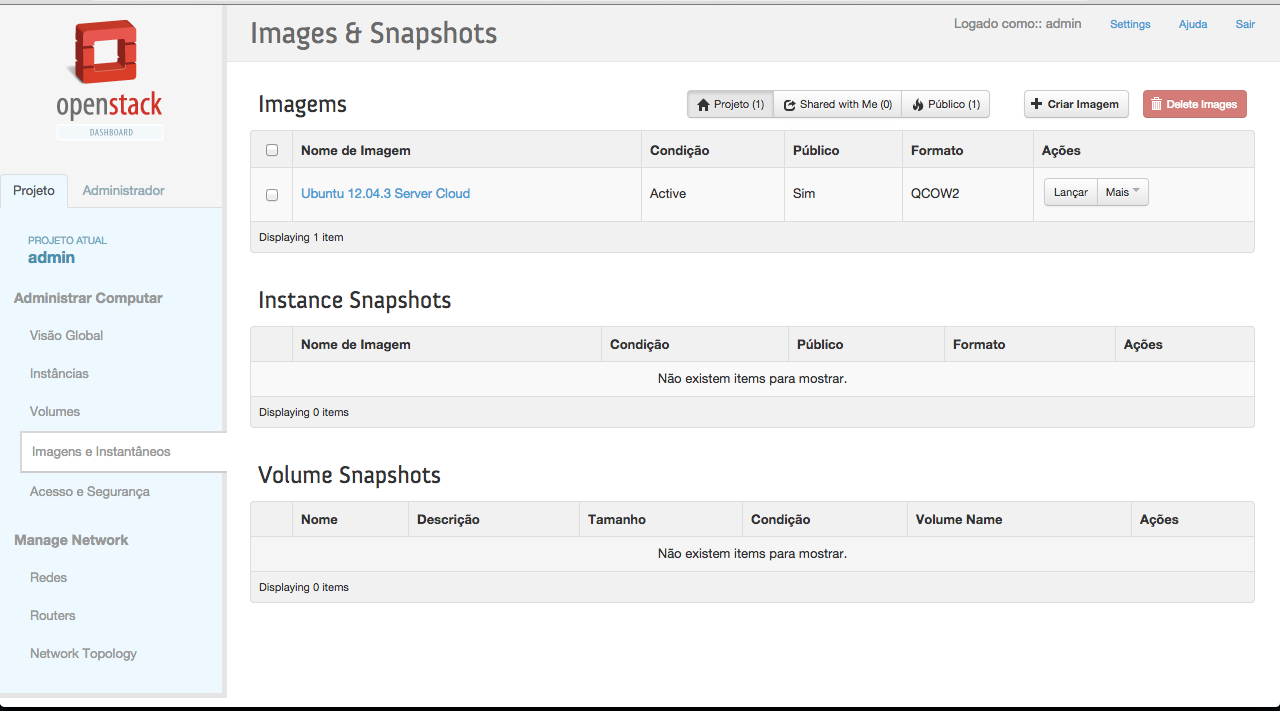 openstack
DASHBOARD
Projeto Administrador
PROJETO ATUAL
admin
Administrar Computar
Visão Global
Instâncias
Volumes
Imagens e Instantâneos
Acesso e Segurança
Manage Network
Redes
Routers
Network Topology
Images & Snapshots
Logado como:: admin Settings Ajuda Sair
Imagems
Projeto (1) Shared with Me (0) Público (1) Criar Imagem Delete Images
Nome de Imagem Condição Público Formato Ações
Ubuntu 12.04.3 Server Cloud Active Sim QCOW2 Lançar Mais
Displaying 1 item
Instance Snapshots
Nome de Imagem Condição Público Formato Ações
Não existem items para mostrar.
Displaying 0 items
Volume Snapshots
Nome Descrição Tamanho Condição Volume Name Ações
Não existem items para mostrar.
Displaying 0 items